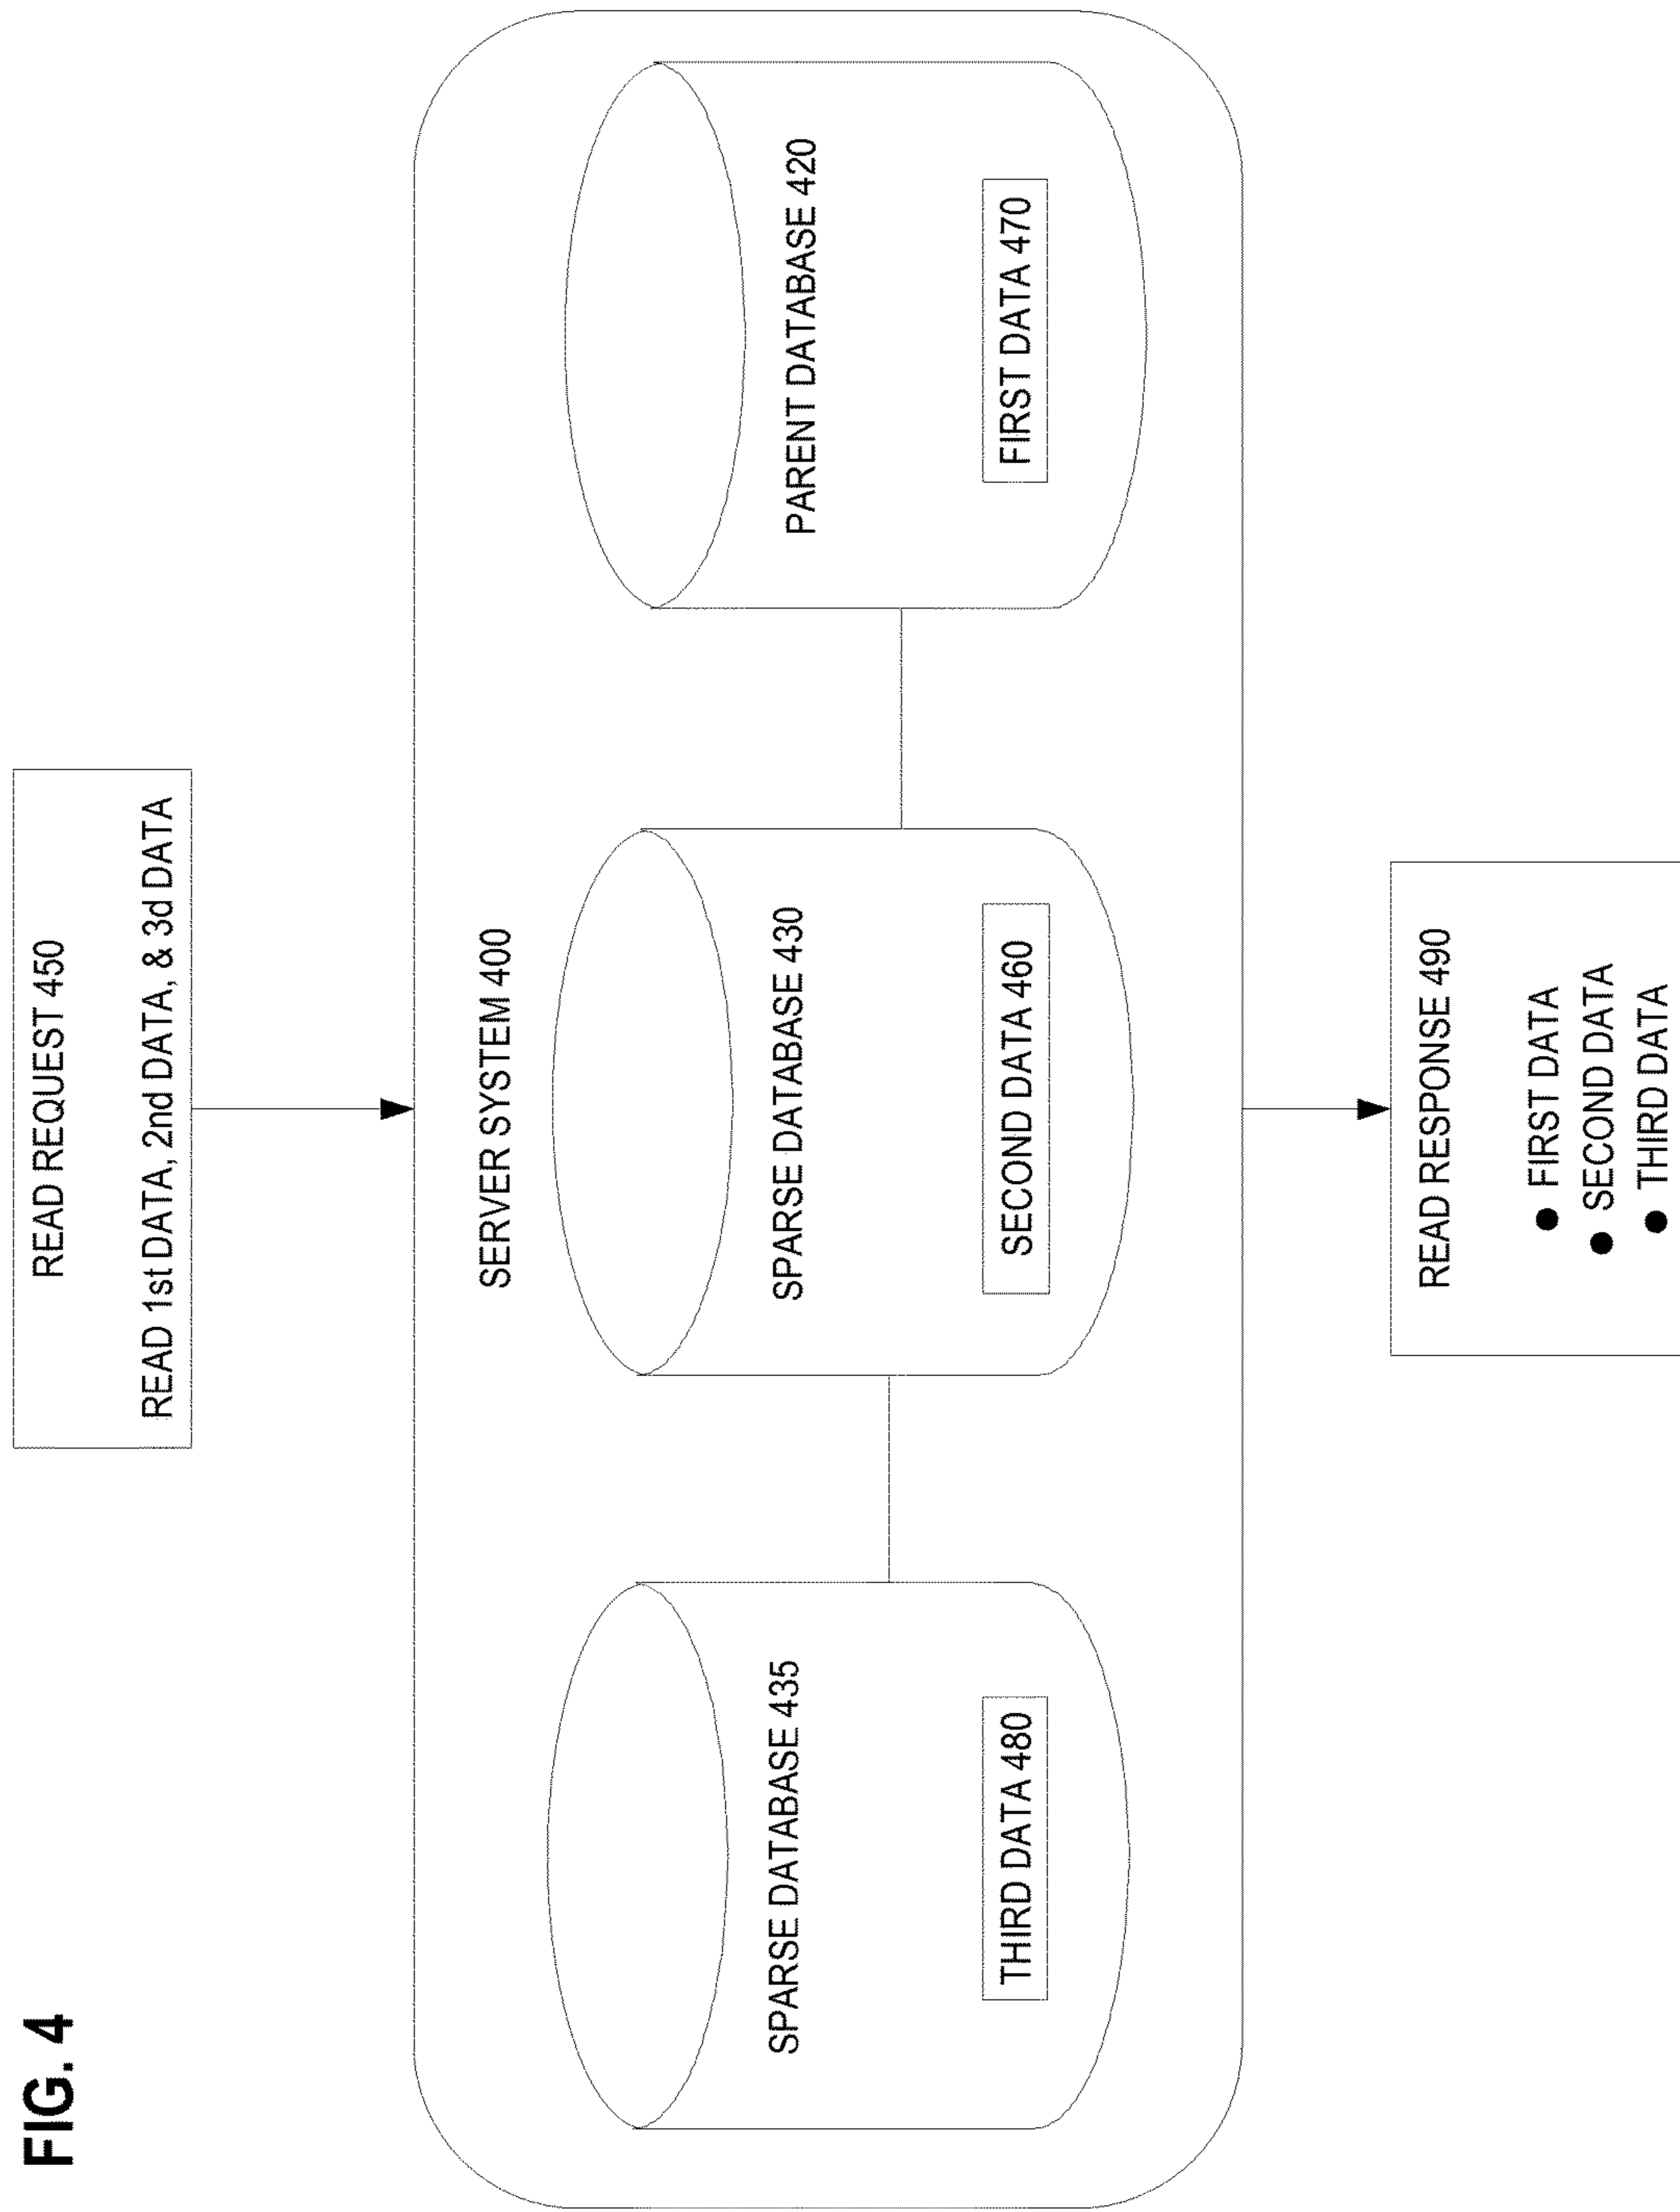 FIG. 4
READ REQUEST 450
READ 1st DATA, 2nd DATA, & 3d DATA
SERVER SYSTEM 400
SPARSE DATABASE 435
THIRD DATA 480
SPARSE DATABASE 430
SECOND DATA 460
PARENT DATABASE 420
FIRST DATA 470
READ RESPONSE 490
● FIRST DATA
● SECOND DATA
● THIRD DATA